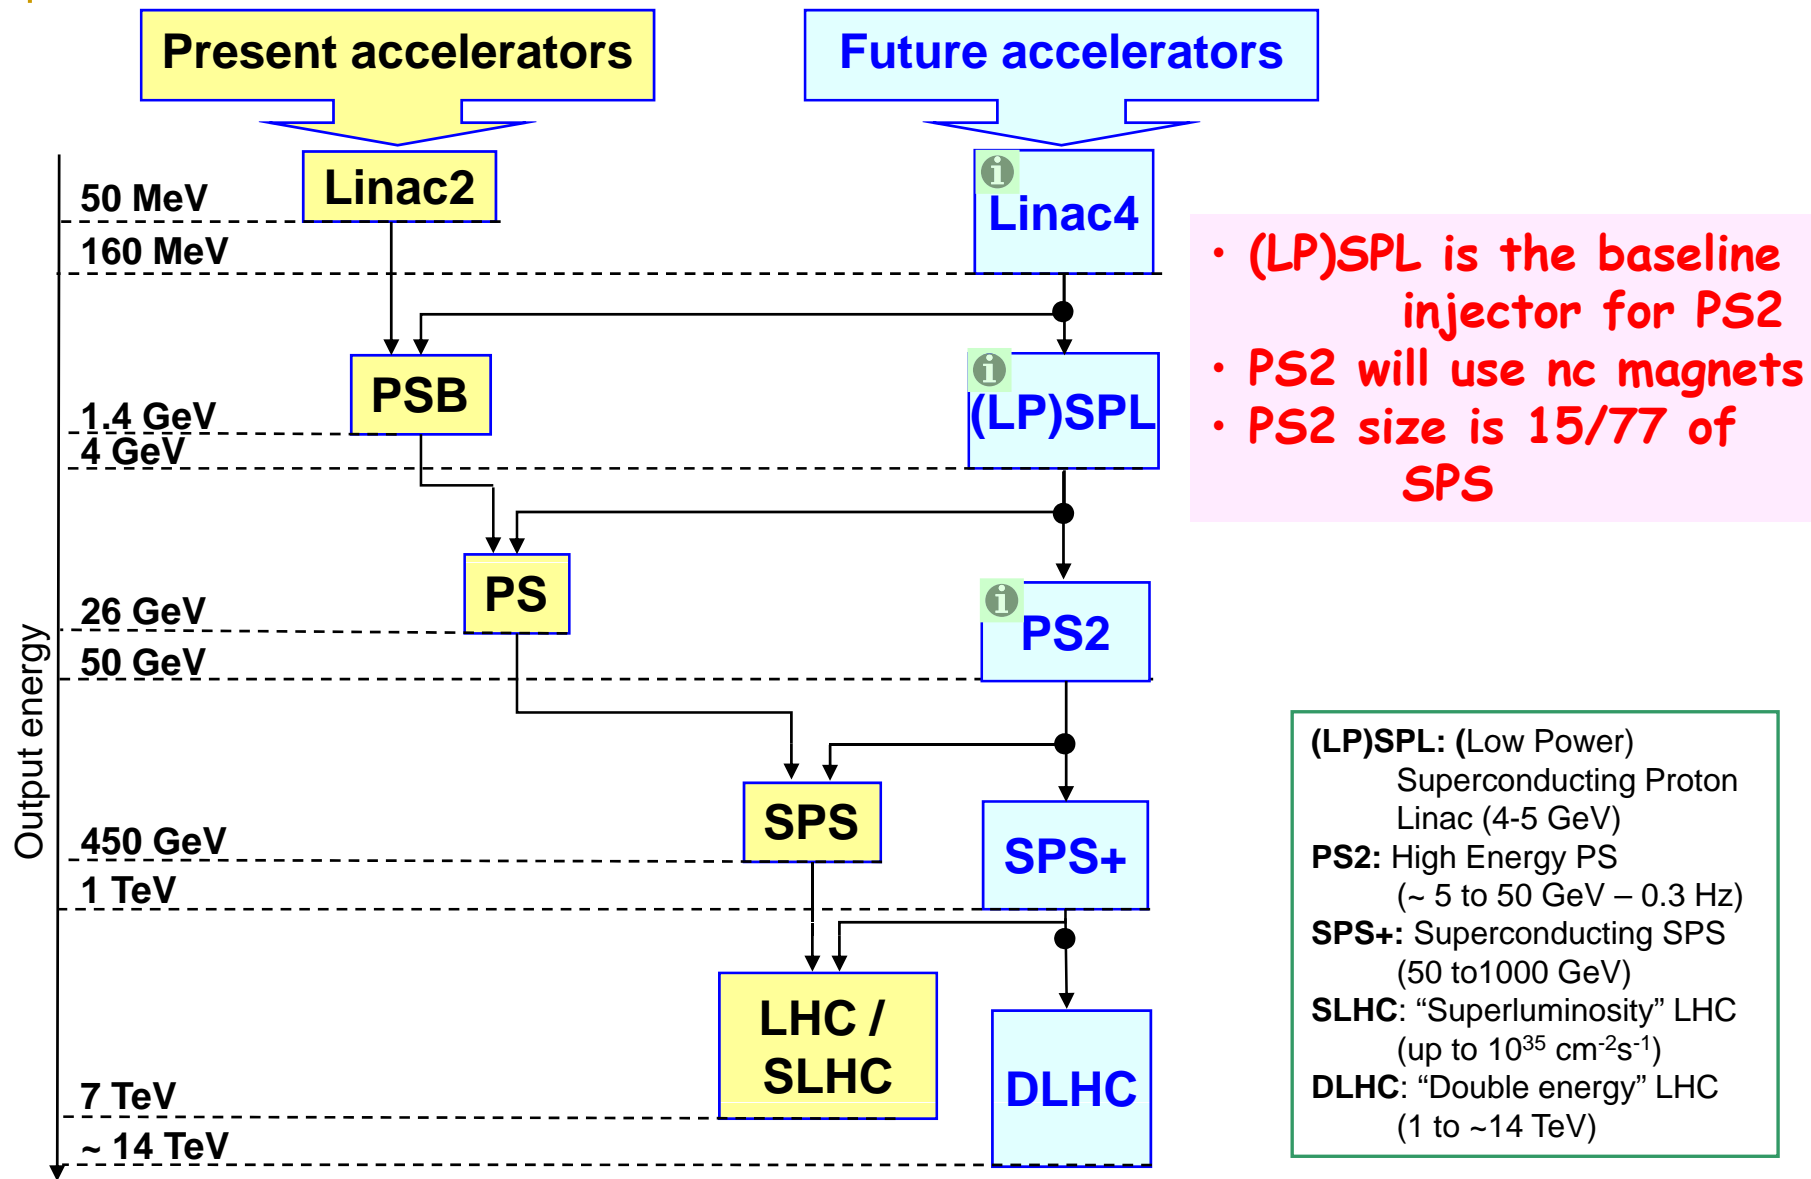 Present accelerators
Future accelerators
Output energy
50 MeV
160 MeV
1.4 GeV
4 GeV
26 GeV
50 GeV
450 GeV
1 TeV
7 TeV
~ 14 TeV
Linac2
PSB
PS
SPS
LHC /
SLHC
Linac4
(LP)SPL
PS2
SPS+
DLHC
• (LP)SPL is the baseline
injector for PS2
• PS2 will use nc magnets
• PS2 size is 15/77 of
SPS
(LP)SPL: (Low Power)
Superconducting Proton
Linac (4-5 GeV)
PS2: High Energy PS
(~ 5 to 50 GeV – 0.3 Hz)
SPS+: Superconducting SPS
(50 to1000 GeV)
SLHC: “Superluminosity” LHC
(up to 10³⁵ cm⁻²s⁻¹)
DLHC: “Double energy” LHC
(1 to ~14 TeV)